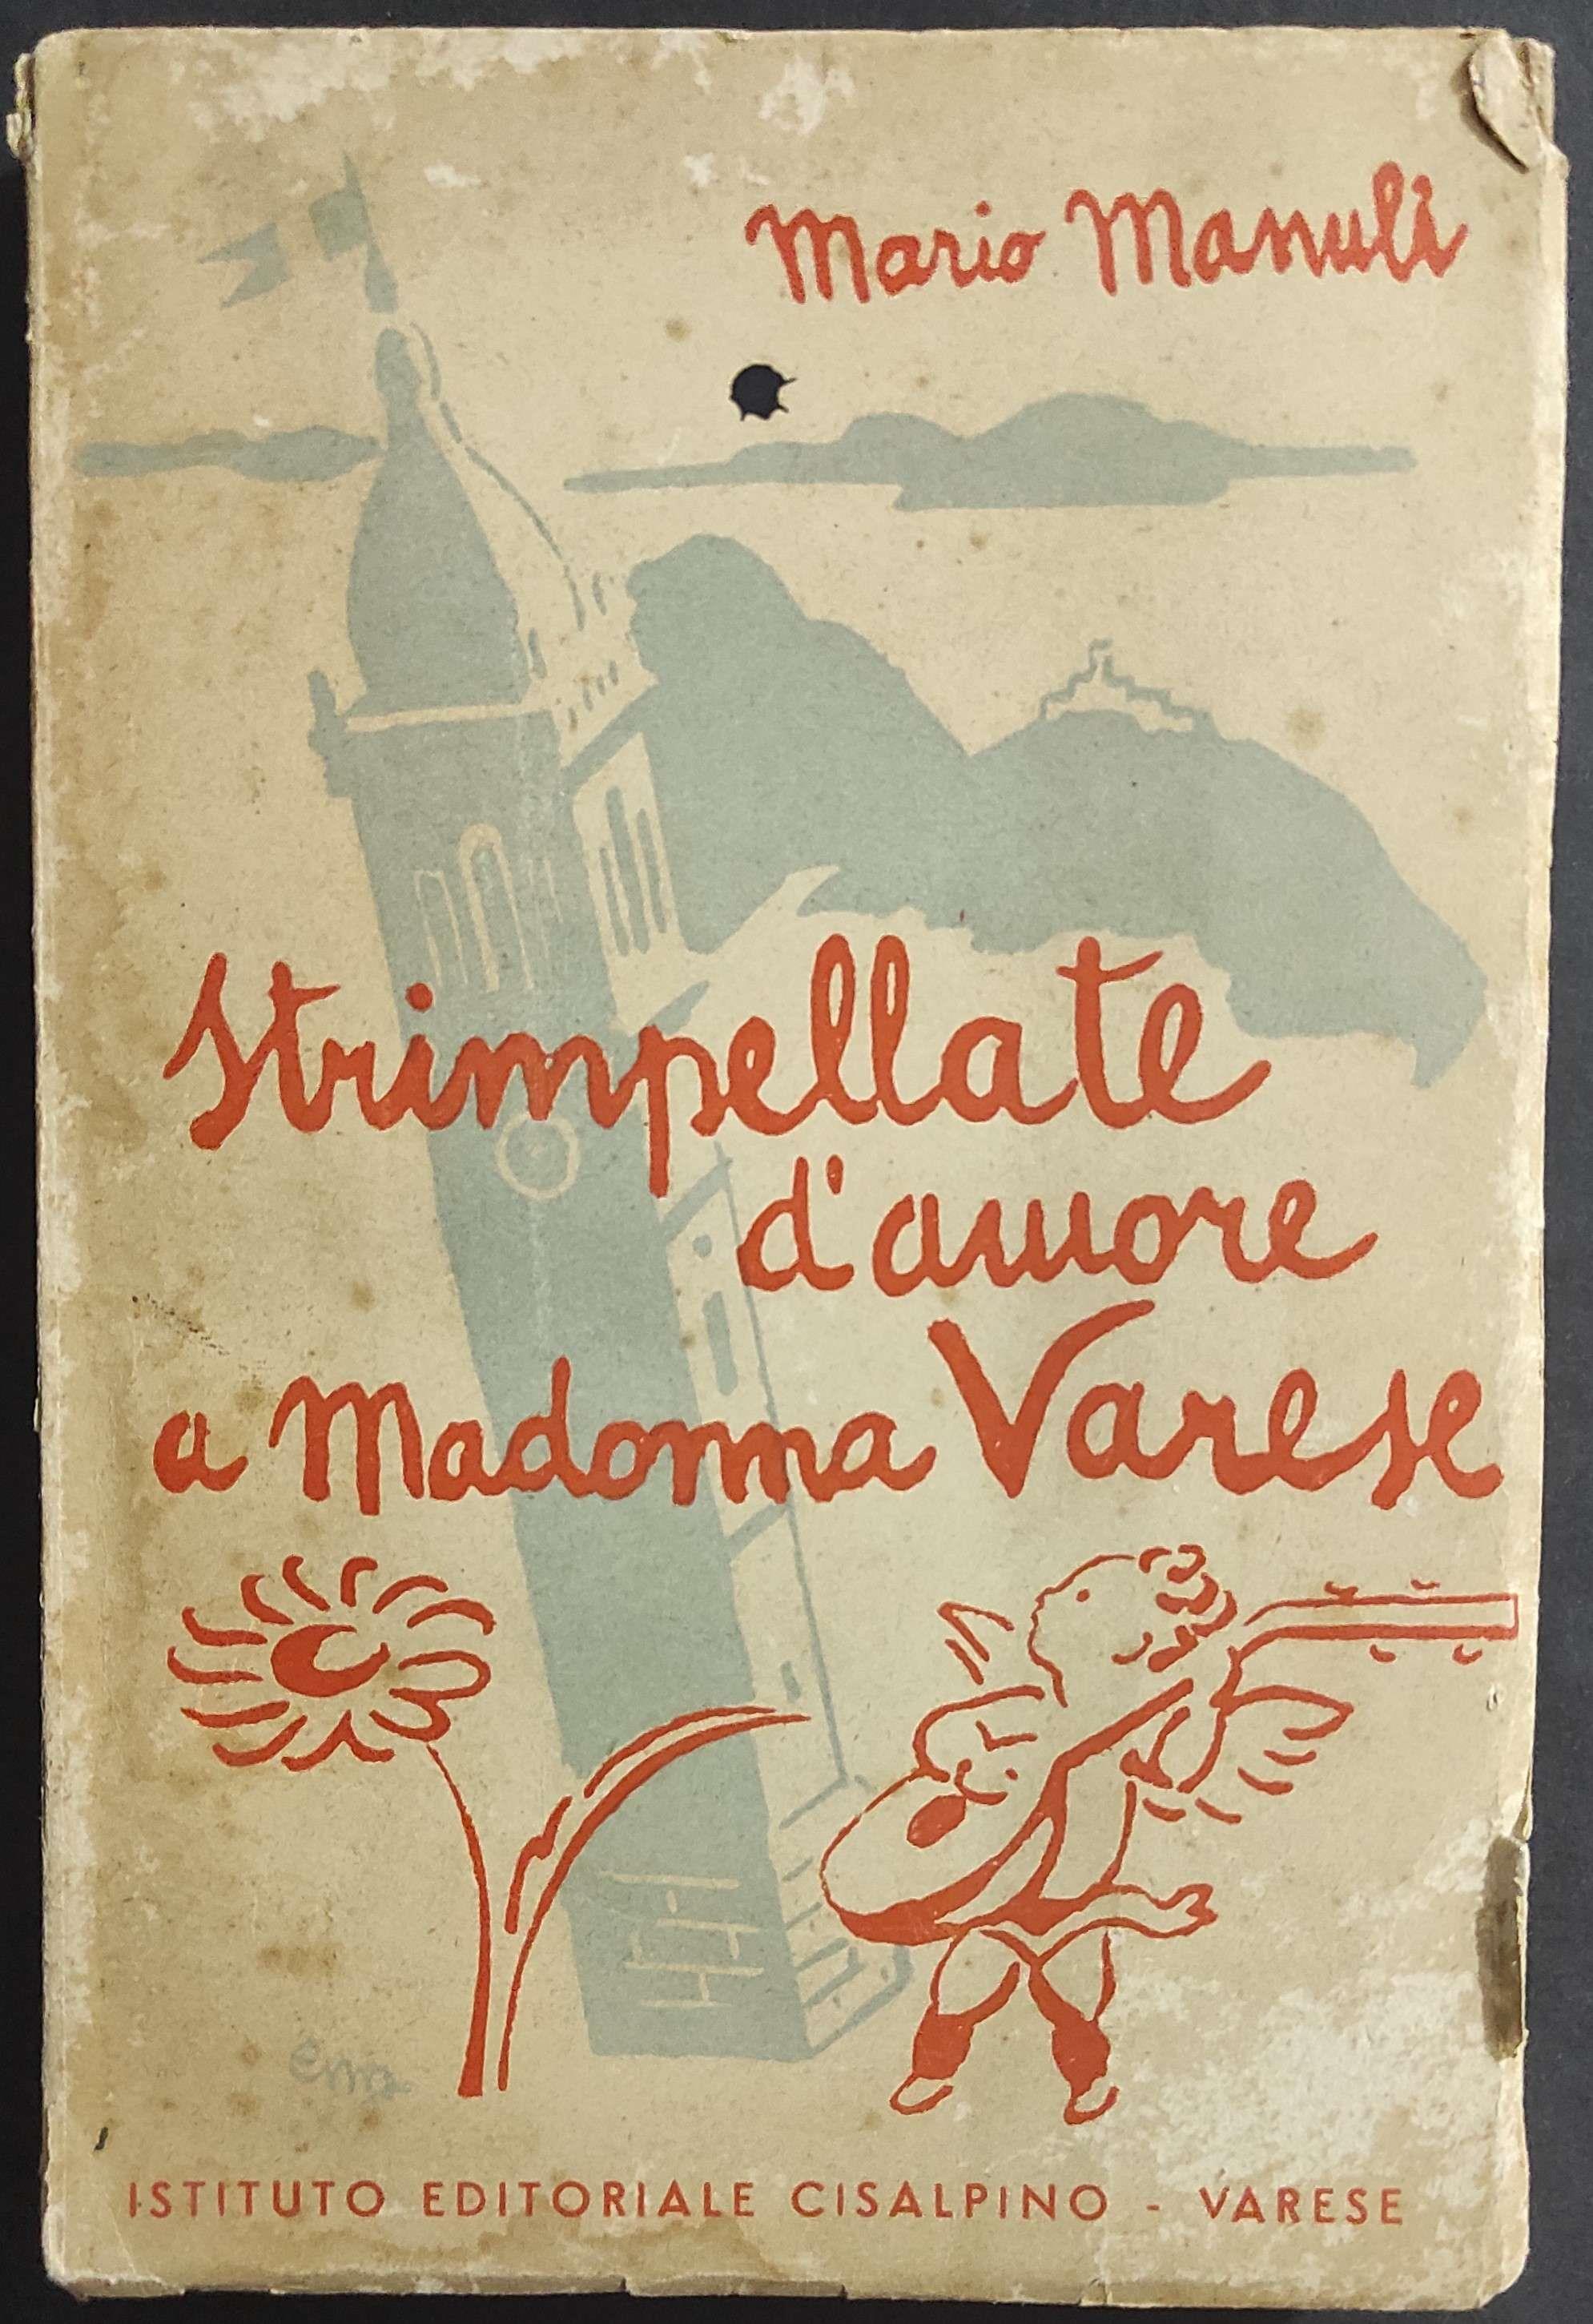 Mario Manuli
Strimpellate
d'amore
a Madonna Varese
ISTITUTO EDITORIALE CISALPINO - VARESE